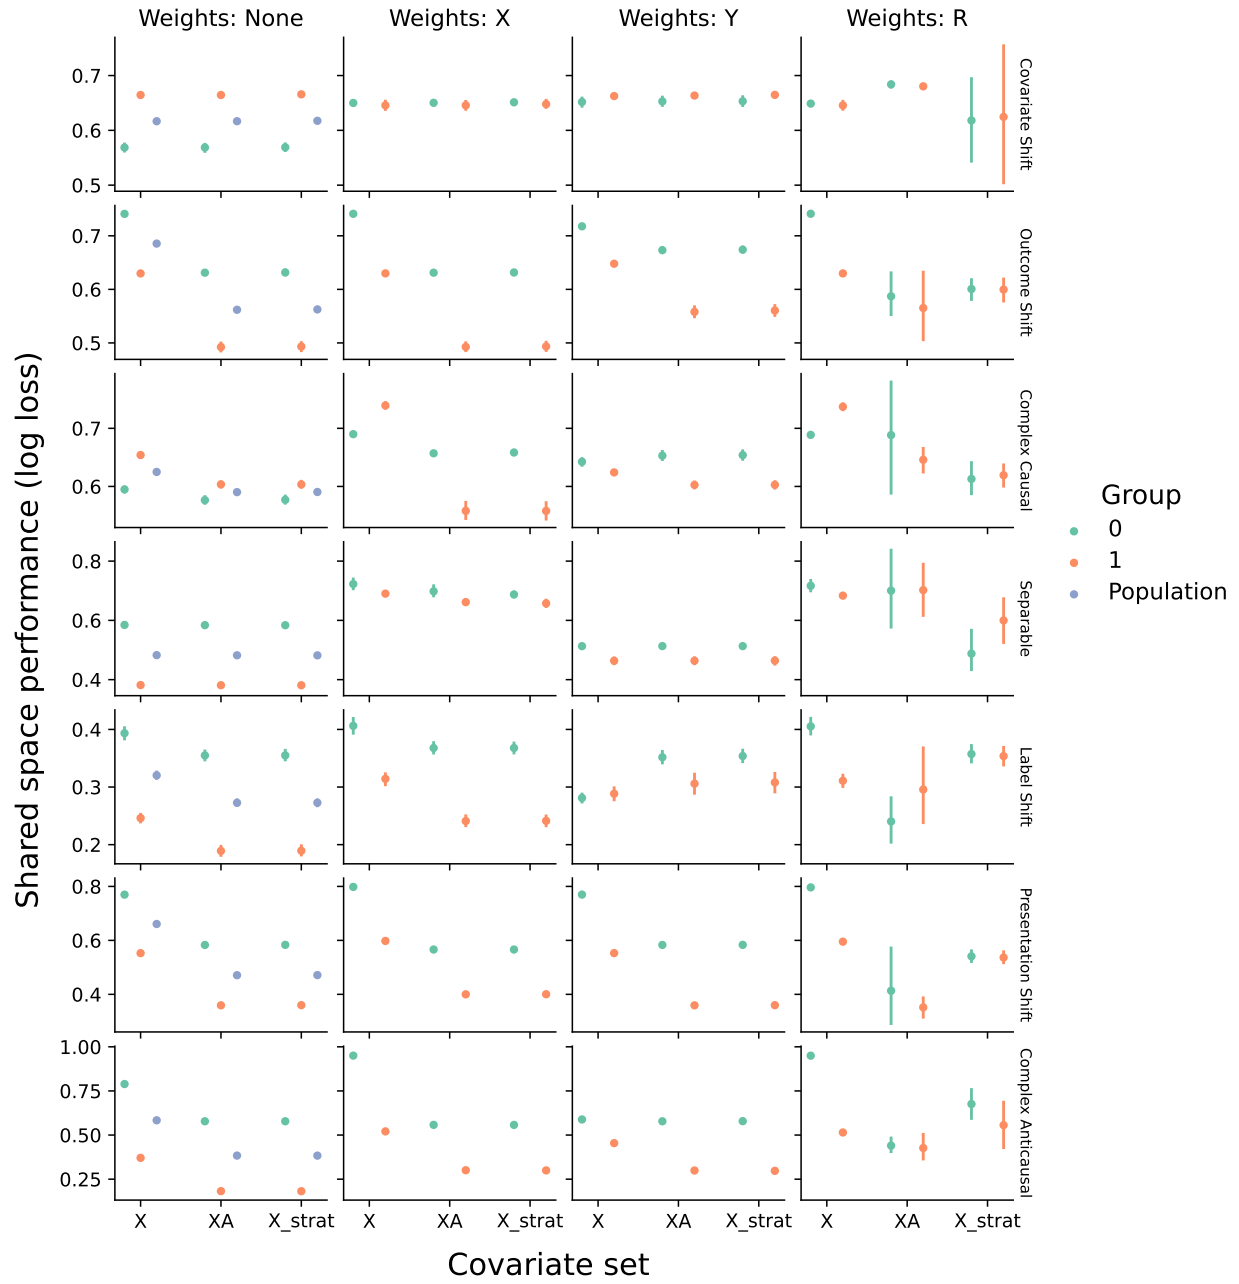 Weights: None
Weights: X
Weights: Y
Weights: R
Shared space performance (log loss)
0.7
0.6
0.5
Covariate Shift
0.7
0.6
0.5
Outcome Shift
0.7
0.6
Complex Causal
0.8
0.6
0.4
Separable
0.4
0.3
0.2
Label Shift
0.8
0.6
0.4
Presentation Shift
1.00
0.75
0.50
0.25
Complex Anticausal
X XA X_strat
X XA X_strat
X XA X_strat
X XA X_strat
Covariate set
Group
0
1
Population